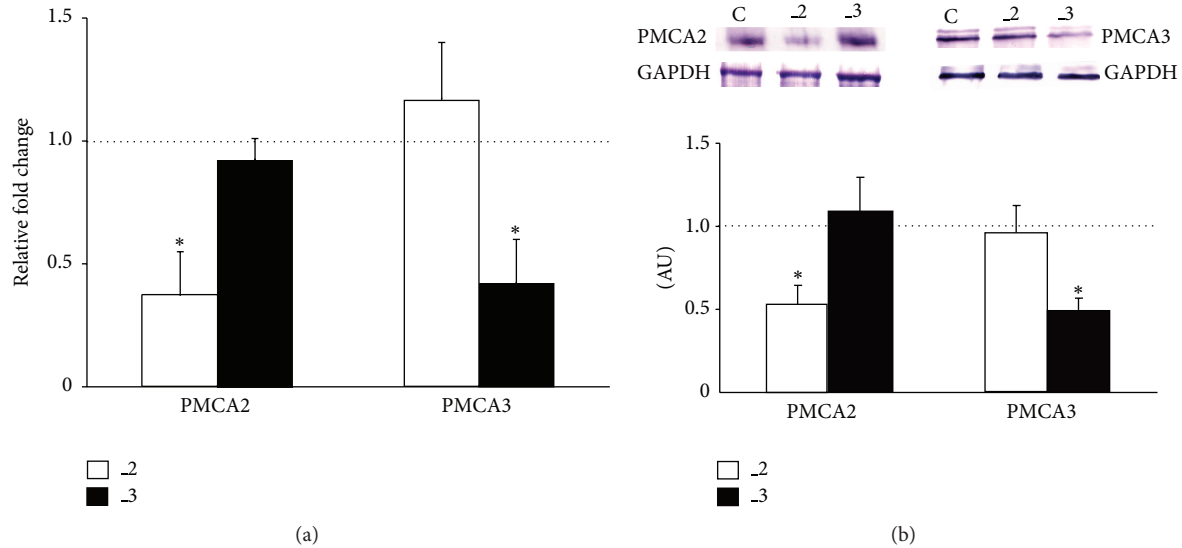 1.5
1.0
0.5
0
Relative fold change
*
*
PMCA2 PMCA3
_2
_3
(a)
C _2 _3
PMCA2
GAPDH
C _2 _3
PMCA3
GAPDH
1.5
1.0
0.5
0
(AU)
*
*
PMCA2 PMCA3
_2
_3
(b)